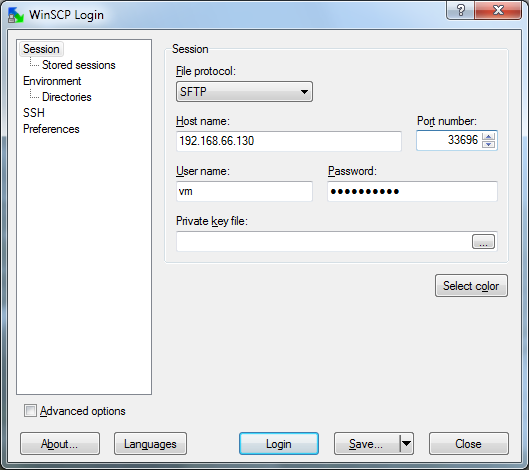 WinSCP Login
Session
Stored sessions
Environment
Directories
SSH
Preferences
Session
File protocol:
SFTP
Host name:
Port number:
192.168.66.130
33696
User name:
Password:
vm
●●●●●●●●●●
Private key file:
...
Select color
Advanced options
About...
Languages
Login
Save...
Close